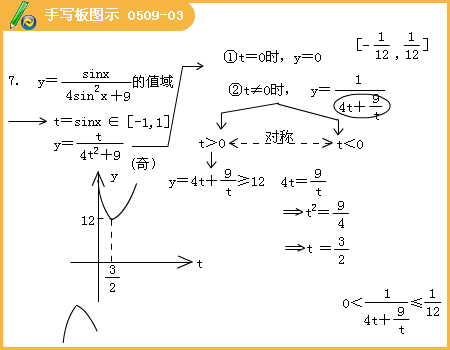 手写板图示 0509-03
①t=0时, y=0
[-1/12, 1/12]
7. y=sinx/(4sin²x+9)的值域
②t≠0时, y=1/(4t+9/t)
t=sinx∈[-1,1]
y=t/(4t²+9)
(奇)
t>0 对称 t<0
y=4t+9/t≥12
4t=9/t
⇒t²=9/4
⇒t=3/2
y
12
t
3/2
0<1/(4t+9/t)≤1/12